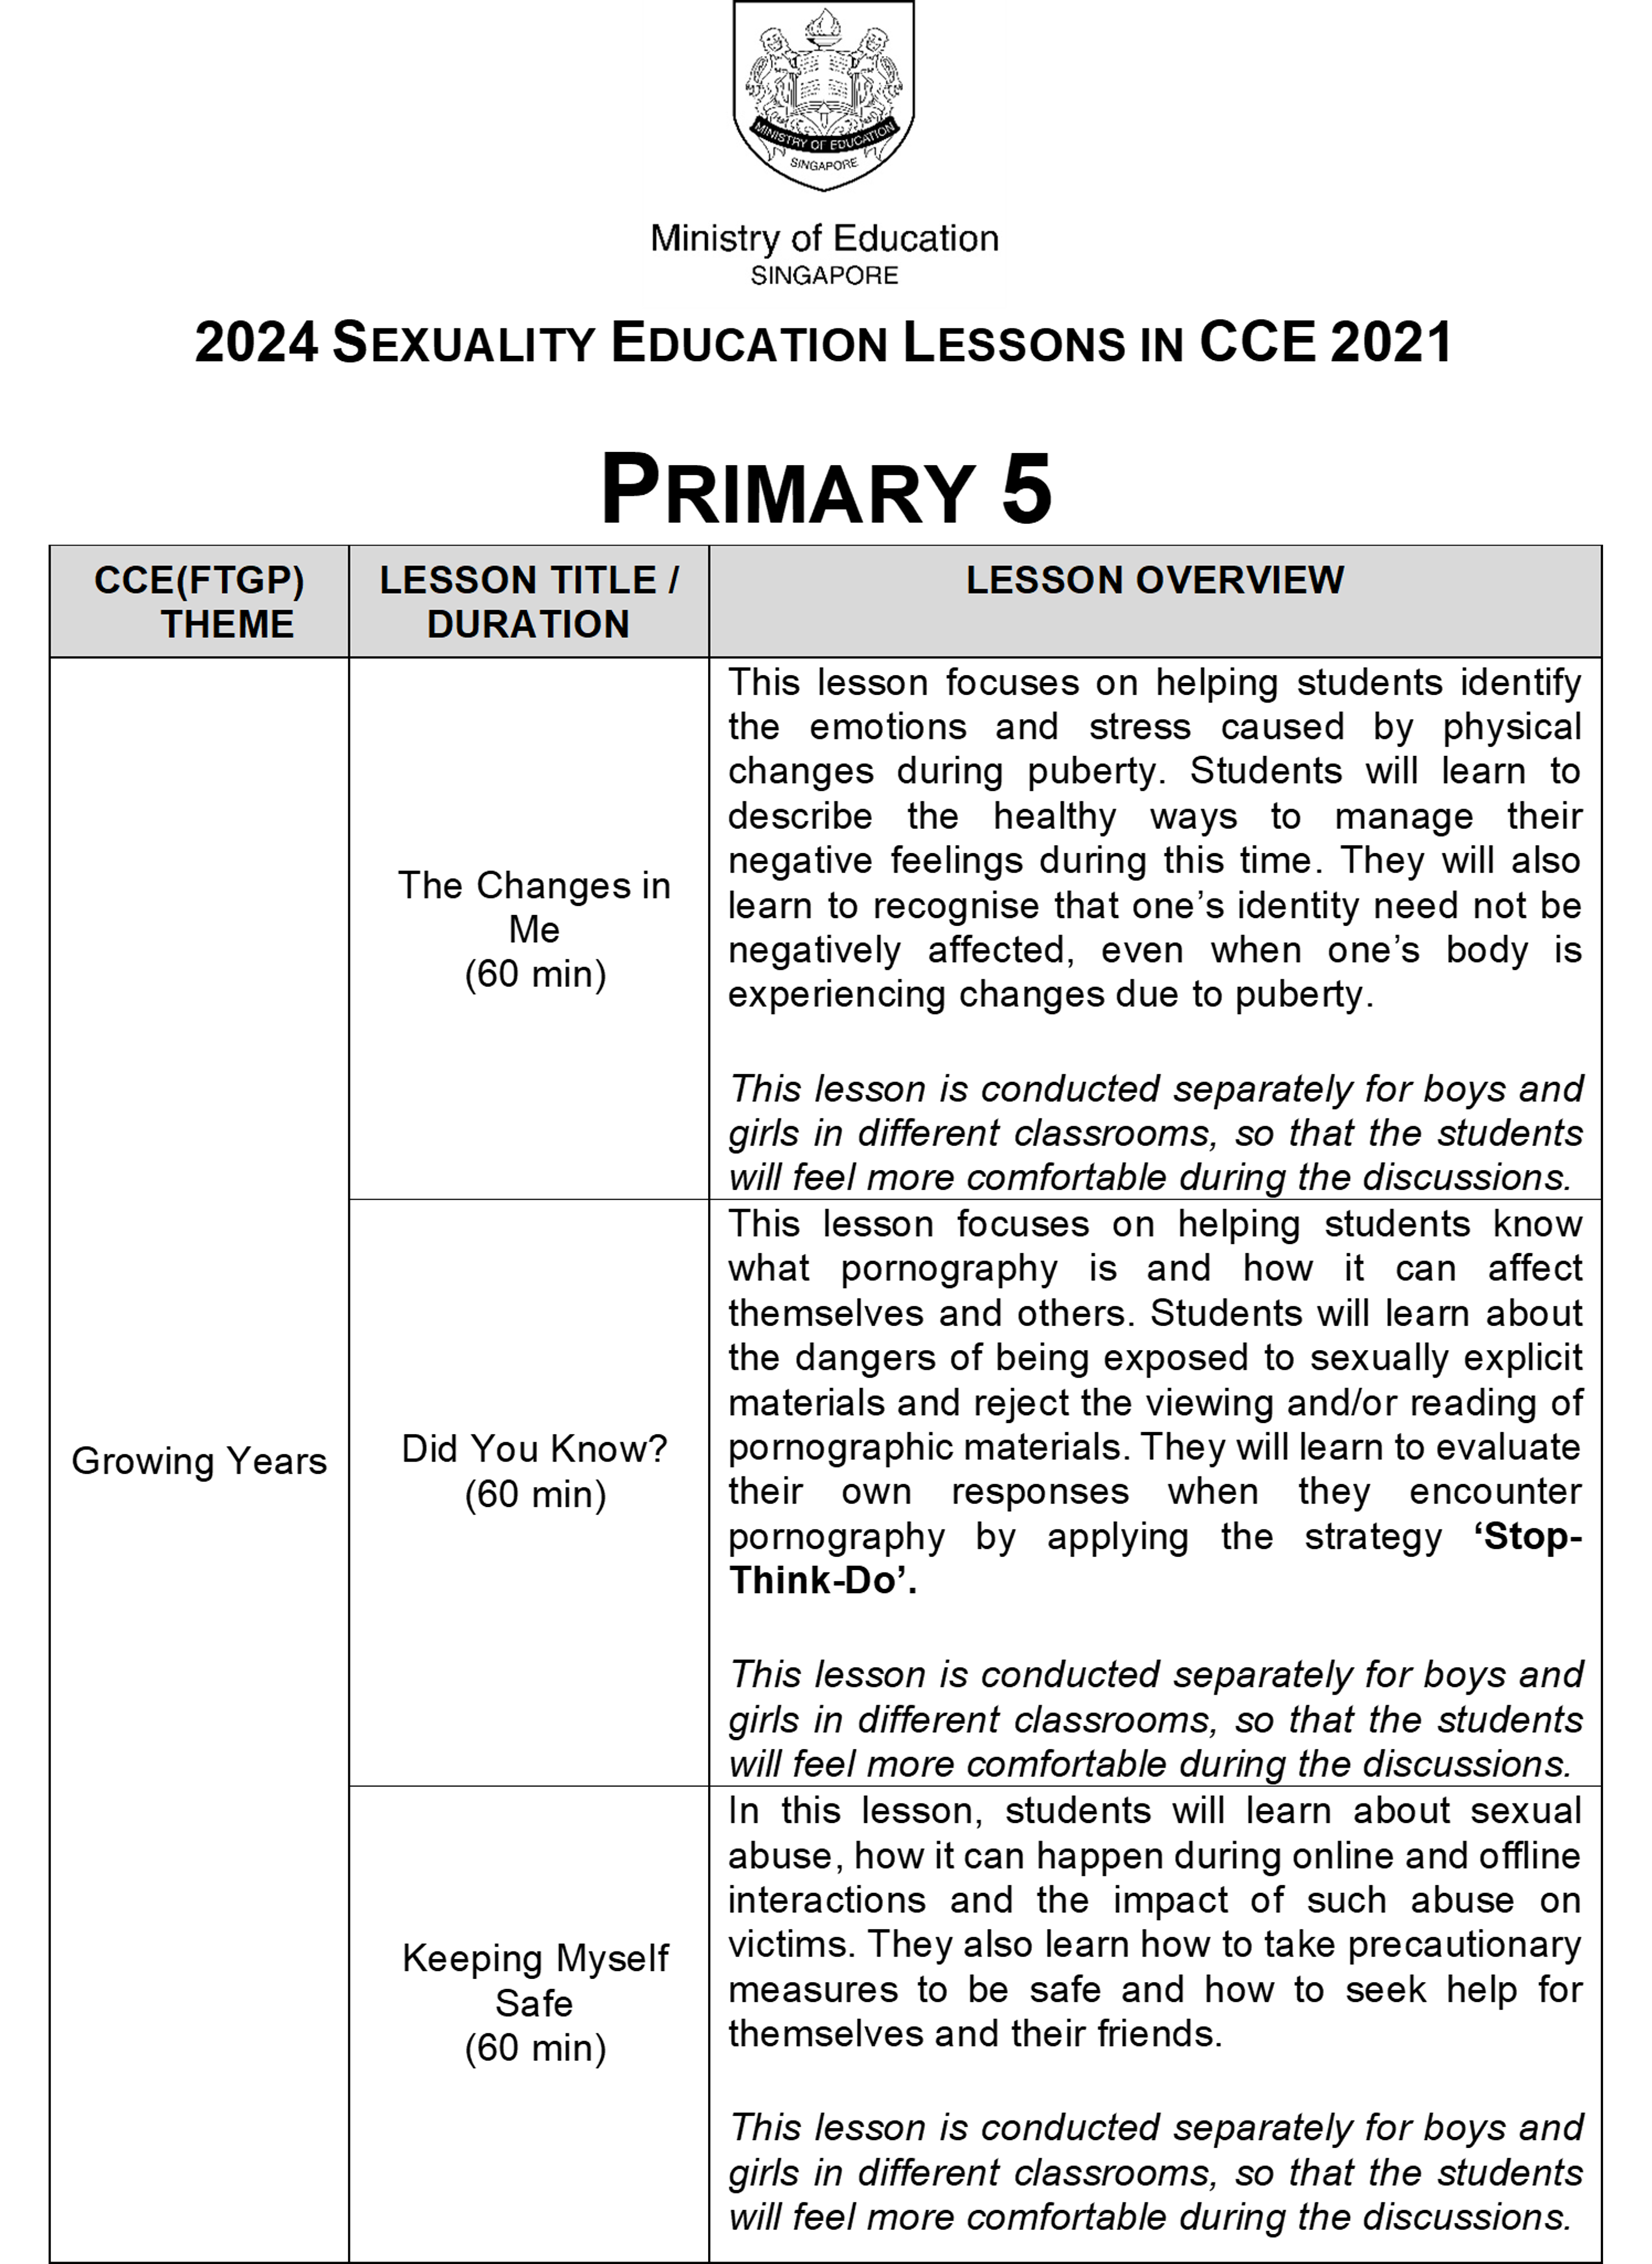 MINISTRY OF EDUCATION
SINGAPORE
Ministry of Education
SINGAPORE
2024 SEXUALITY EDUCATION LESSONS IN CCE 2021
PRIMARY 5
CCE(FTGP)
THEME
LESSON TITLE /
DURATION
LESSON OVERVIEW
Growing Years
The Changes in
Me
(60 min)
This lesson focuses on helping students identify
the emotions and stress caused by physical
changes during puberty. Students will learn to
describe the healthy ways to manage their
negative feelings during this time. They will also
learn to recognise that one’s identity need not be
negatively affected, even when one’s body is
experiencing changes due to puberty.
This lesson is conducted separately for boys and
girls in different classrooms, so that the students
will feel more comfortable during the discussions.
Did You Know?
(60 min)
This lesson focuses on helping students know
what pornography is and how it can affect
themselves and others. Students will learn about
the dangers of being exposed to sexually explicit
materials and reject the viewing and/or reading of
pornographic materials. They will learn to evaluate
their own responses when they encounter
pornography by applying the strategy ‘Stop-
Think-Do’.
This lesson is conducted separately for boys and
girls in different classrooms, so that the students
will feel more comfortable during the discussions.
Keeping Myself
Safe
(60 min)
In this lesson, students will learn about sexual
abuse, how it can happen during online and offline
interactions and the impact of such abuse on
victims. They also learn how to take precautionary
measures to be safe and how to seek help for
themselves and their friends.
This lesson is conducted separately for boys and
girls in different classrooms, so that the students
will feel more comfortable during the discussions.